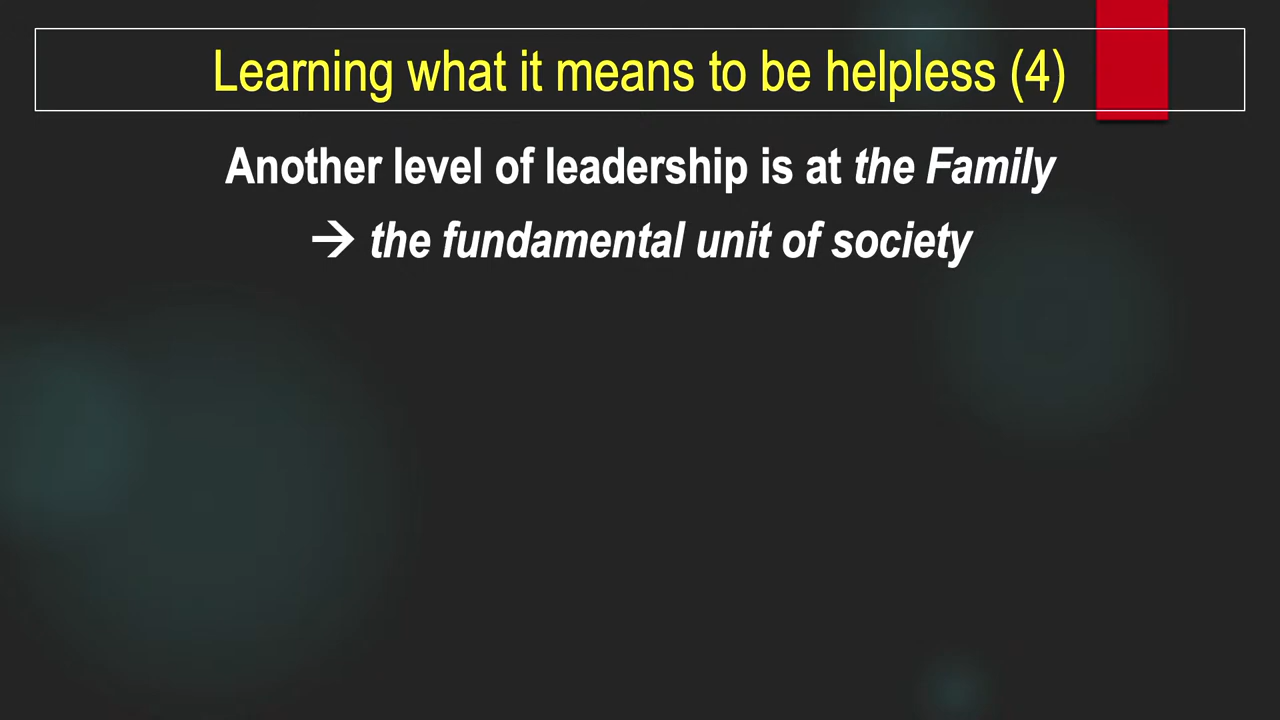 Learning what it means to be helpless (4)
Another level of leadership is at the Family
→ the fundamental unit of society